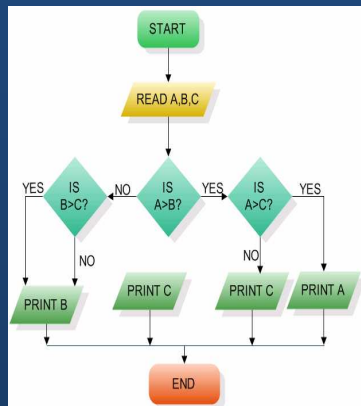 START
READ A,B,C
YES
IS
B>C?
NO
IS
A>B?
YES
IS
A>C?
YES
NO
NO
PRINT B
PRINT C
PRINT C
PRINT A
END